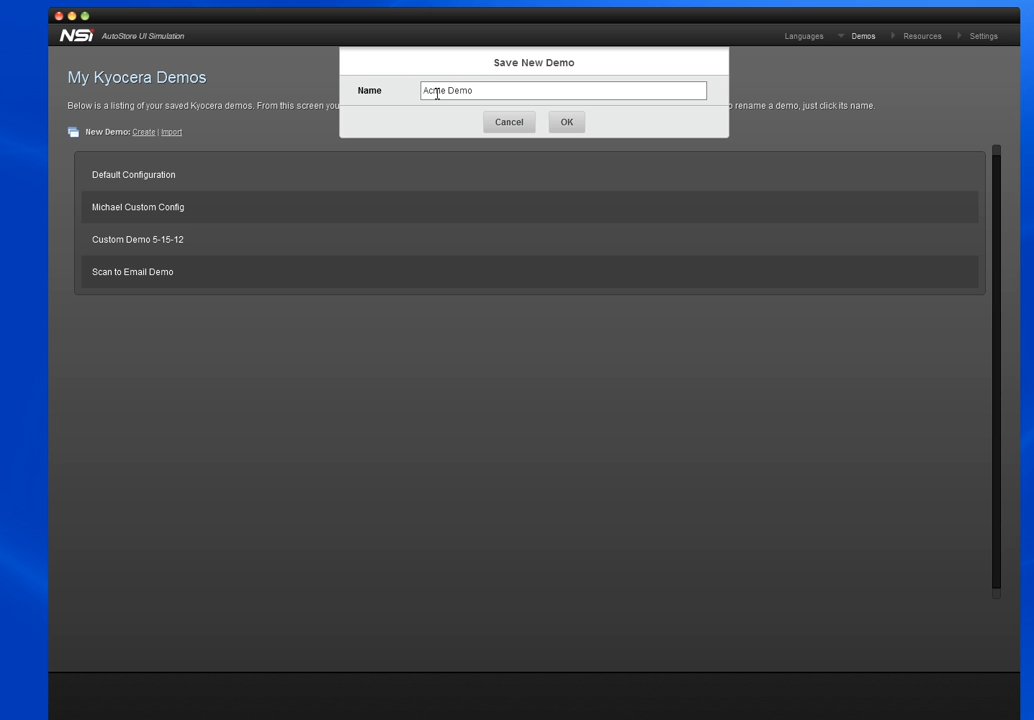 NSi AutoStore UI Simulation
Languages Demos Resources Settings
Save New Demo
My Kyocera Demos
Name Acme Demo
Below is a listing of your saved Kyocera demos. From this screen you
o rename a demo, just click its name.
Cancel OK
New Demo: Create | Import
Default Configuration
Michael Custom Config
Custom Demo 5-15-12
Scan to Email Demo